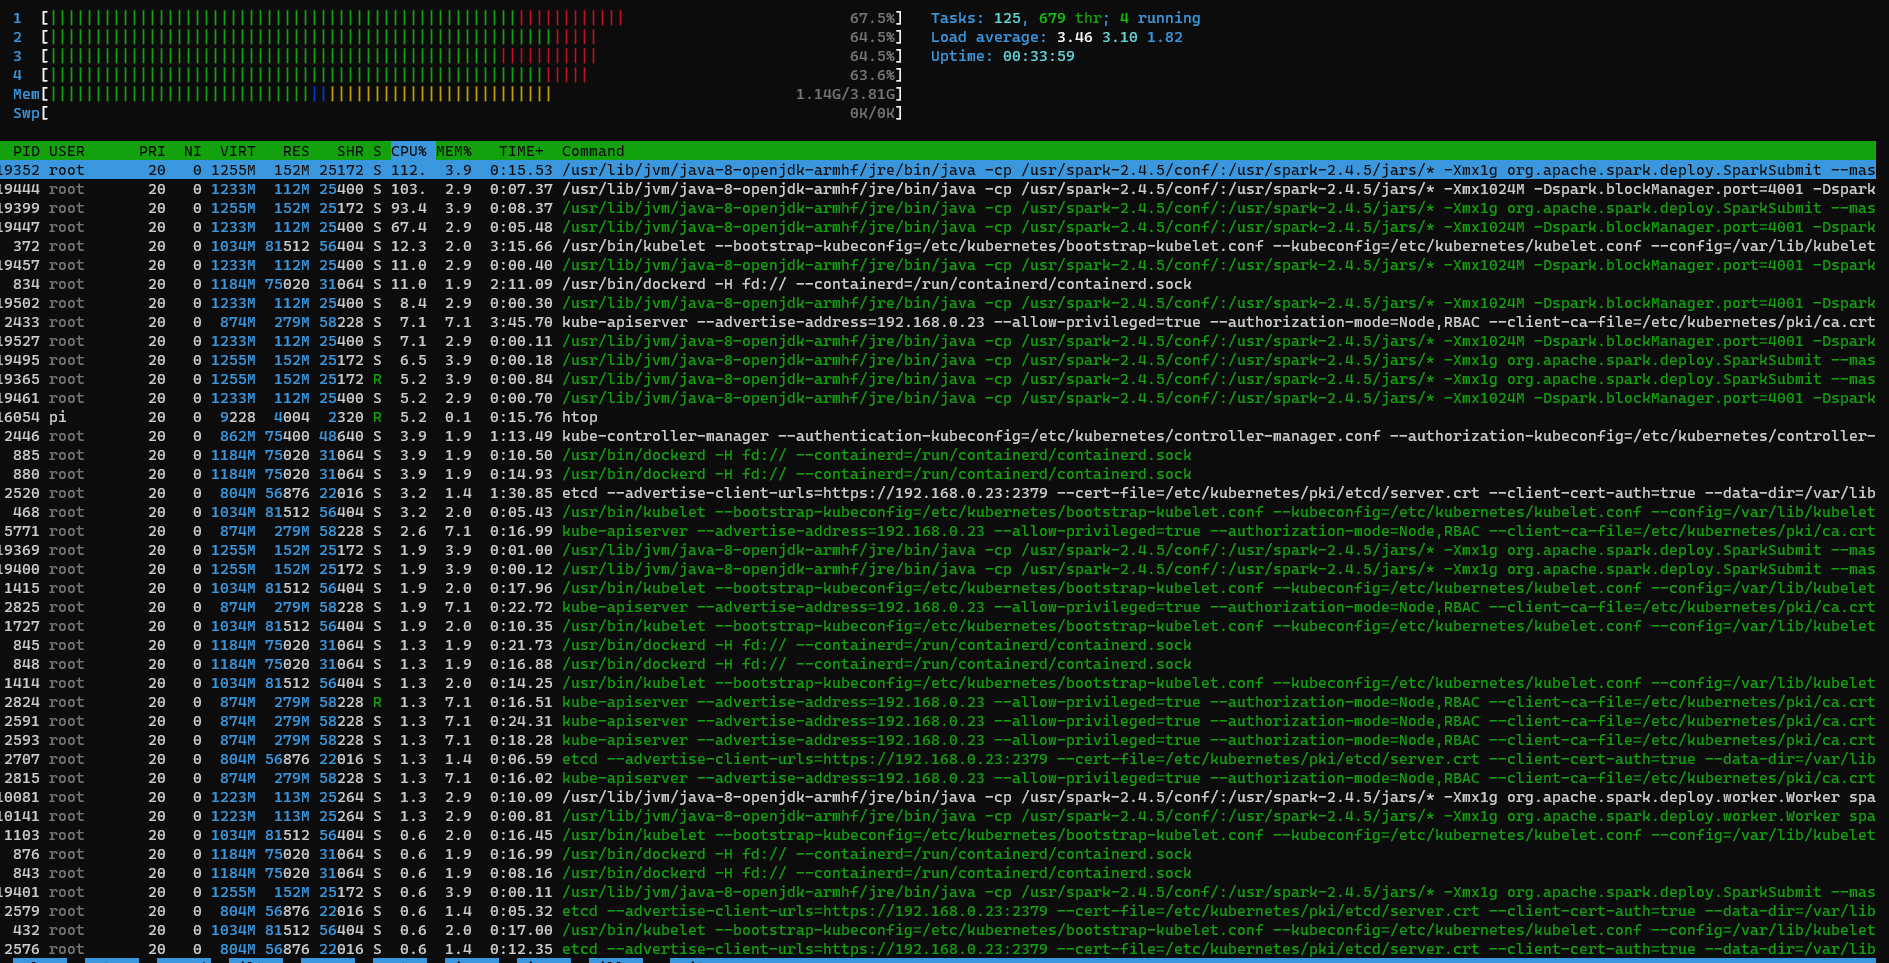 1 [ 67.5%] Tasks: 125, 679 thr; 4 running
2 [ 64.5%] Load average: 3.46 3.10 1.82
3 [ 64.5%] Uptime: 00:33:59
4 [ 63.6%]
Mem[ 1.14G/3.81G]
Swp[ 0K/0K]
PID USER PRI NI VIRT RES SHR S CPU% MEM% TIME+ Command
19352 root 20 0 1255M 152M 25172 S 112. 3.9 0:15.53 /usr/lib/jvm/java-8-openjdk-armhf/jre/bin/java -cp /usr/spark-2.4.5/conf/:/usr/spark-2.4.5/jars/* -Xmx1g org.apache.spark.deploy.SparkSubmit --mas
19444 root 20 0 1233M 112M 25400 S 103. 2.9 0:07.37 /usr/lib/jvm/java-8-openjdk-armhf/jre/bin/java -cp /usr/spark-2.4.5/conf/:/usr/spark-2.4.5/jars/* -Xmx1024M -Dspark.blockManager.port=4001 -Dspark
19399 root 20 0 1255M 152M 25172 S 93.4 3.9 0:08.37 /usr/lib/jvm/java-8-openjdk-armhf/jre/bin/java -cp /usr/spark-2.4.5/conf/:/usr/spark-2.4.5/jars/* -Xmx1g org.apache.spark.deploy.SparkSubmit --mas
19447 root 20 0 1233M 112M 25400 S 67.4 2.9 0:05.48 /usr/lib/jvm/java-8-openjdk-armhf/jre/bin/java -cp /usr/spark-2.4.5/conf/:/usr/spark-2.4.5/jars/* -Xmx1024M -Dspark.blockManager.port=4001 -Dspark
372 root 20 0 1034M 81512 56404 S 12.3 2.0 3:15.66 /usr/bin/kubelet --bootstrap-kubeconfig=/etc/kubernetes/bootstrap-kubelet.conf --kubeconfig=/etc/kubernetes/kubelet.conf --config=/var/lib/kubelet
19457 root 20 0 1233M 112M 25400 S 11.0 2.9 0:00.40 /usr/lib/jvm/java-8-openjdk-armhf/jre/bin/java -cp /usr/spark-2.4.5/conf/:/usr/spark-2.4.5/jars/* -Xmx1024M -Dspark.blockManager.port=4001 -Dspark
834 root 20 0 1184M 75020 31064 S 11.0 1.9 2:11.09 /usr/bin/dockerd -H fd:// --containerd=/run/containerd/containerd.sock
19502 root 20 0 1233M 112M 25400 S 8.4 2.9 0:00.30 /usr/lib/jvm/java-8-openjdk-armhf/jre/bin/java -cp /usr/spark-2.4.5/conf/:/usr/spark-2.4.5/jars/* -Xmx1024M -Dspark.blockManager.port=4001 -Dspark
2433 root 20 0 874M 279M 58228 S 7.1 7.1 3:45.70 kube-apiserver --advertise-address=192.168.0.23 --allow-privileged=true --authorization-mode=Node,RBAC --client-ca-file=/etc/kubernetes/pki/ca.crt
19527 root 20 0 1233M 112M 25400 S 7.1 2.9 0:00.11 /usr/lib/jvm/java-8-openjdk-armhf/jre/bin/java -cp /usr/spark-2.4.5/conf/:/usr/spark-2.4.5/jars/* -Xmx1024M -Dspark.blockManager.port=4001 -Dspark
19495 root 20 0 1255M 152M 25172 S 6.5 3.9 0:00.18 /usr/lib/jvm/java-8-openjdk-armhf/jre/bin/java -cp /usr/spark-2.4.5/conf/:/usr/spark-2.4.5/jars/* -Xmx1g org.apache.spark.deploy.SparkSubmit --mas
19365 root 20 0 1255M 152M 25172 R 5.2 3.9 0:00.84 /usr/lib/jvm/java-8-openjdk-armhf/jre/bin/java -cp /usr/spark-2.4.5/conf/:/usr/spark-2.4.5/jars/* -Xmx1g org.apache.spark.deploy.SparkSubmit --mas
19461 root 20 0 1233M 112M 25400 S 5.2 2.9 0:00.70 /usr/lib/jvm/java-8-openjdk-armhf/jre/bin/java -cp /usr/spark-2.4.5/conf/:/usr/spark-2.4.5/jars/* -Xmx1024M -Dspark.blockManager.port=4001 -Dspark
16054 pi 20 0 9228 4004 2320 R 5.2 0.1 0:15.76 htop
2446 root 20 0 862M 75400 48640 S 3.9 1.9 1:13.49 kube-controller-manager --authentication-kubeconfig=/etc/kubernetes/controller-manager.conf --authorization-kubeconfig=/etc/kubernetes/controller-
885 root 20 0 1184M 75020 31064 S 3.9 1.9 0:10.50 /usr/bin/dockerd -H fd:// --containerd=/run/containerd/containerd.sock
880 root 20 0 1184M 75020 31064 S 3.9 1.9 0:14.93 /usr/bin/dockerd -H fd:// --containerd=/run/containerd/containerd.sock
2520 root 20 0 804M 56876 22016 S 3.2 1.4 1:30.85 etcd --advertise-client-urls=https://192.168.0.23:2379 --cert-file=/etc/kubernetes/pki/etcd/server.crt --client-cert-auth=true --data-dir=/var/lib
468 root 20 0 1034M 81512 56404 S 3.2 2.0 0:05.43 /usr/bin/kubelet --bootstrap-kubeconfig=/etc/kubernetes/bootstrap-kubelet.conf --kubeconfig=/etc/kubernetes/kubelet.conf --config=/var/lib/kubelet
5771 root 20 0 874M 279M 58228 S 2.6 7.1 0:16.99 kube-apiserver --advertise-address=192.168.0.23 --allow-privileged=true --authorization-mode=Node,RBAC --client-ca-file=/etc/kubernetes/pki/ca.crt
19369 root 20 0 1255M 152M 25172 S 1.9 3.9 0:01.00 /usr/lib/jvm/java-8-openjdk-armhf/jre/bin/java -cp /usr/spark-2.4.5/conf/:/usr/spark-2.4.5/jars/* -Xmx1g org.apache.spark.deploy.SparkSubmit --mas
19400 root 20 0 1255M 152M 25172 S 1.9 3.9 0:00.12 /usr/lib/jvm/java-8-openjdk-armhf/jre/bin/java -cp /usr/spark-2.4.5/conf/:/usr/spark-2.4.5/jars/* -Xmx1g org.apache.spark.deploy.SparkSubmit --mas
1415 root 20 0 1034M 81512 56404 S 1.9 2.0 0:17.96 /usr/bin/kubelet --bootstrap-kubeconfig=/etc/kubernetes/bootstrap-kubelet.conf --kubeconfig=/etc/kubernetes/kubelet.conf --config=/var/lib/kubelet
2825 root 20 0 874M 279M 58228 S 1.9 7.1 0:22.72 kube-apiserver --advertise-address=192.168.0.23 --allow-privileged=true --authorization-mode=Node,RBAC --client-ca-file=/etc/kubernetes/pki/ca.crt
1727 root 20 0 1034M 81512 56404 S 1.9 2.0 0:10.35 /usr/bin/kubelet --bootstrap-kubeconfig=/etc/kubernetes/bootstrap-kubelet.conf --kubeconfig=/etc/kubernetes/kubelet.conf --config=/var/lib/kubelet
845 root 20 0 1184M 75020 31064 S 1.3 1.9 0:21.73 /usr/bin/dockerd -H fd:// --containerd=/run/containerd/containerd.sock
848 root 20 0 1184M 75020 31064 S 1.3 1.9 0:16.88 /usr/bin/dockerd -H fd:// --containerd=/run/containerd/containerd.sock
1414 root 20 0 1034M 81512 56404 S 1.3 2.0 0:14.25 /usr/bin/kubelet --bootstrap-kubeconfig=/etc/kubernetes/bootstrap-kubelet.conf --kubeconfig=/etc/kubernetes/kubelet.conf --config=/var/lib/kubelet
2824 root 20 0 874M 279M 58228 R 1.3 7.1 0:16.51 kube-apiserver --advertise-address=192.168.0.23 --allow-privileged=true --authorization-mode=Node,RBAC --client-ca-file=/etc/kubernetes/pki/ca.crt
2591 root 20 0 874M 279M 58228 S 1.3 7.1 0:24.31 kube-apiserver --advertise-address=192.168.0.23 --allow-privileged=true --authorization-mode=Node,RBAC --client-ca-file=/etc/kubernetes/pki/ca.crt
2593 root 20 0 874M 279M 58228 S 1.3 7.1 0:18.28 kube-apiserver --advertise-address=192.168.0.23 --allow-privileged=true --authorization-mode=Node,RBAC --client-ca-file=/etc/kubernetes/pki/ca.crt
2707 root 20 0 804M 56876 22016 S 1.3 1.4 0:06.59 etcd --advertise-client-urls=https://192.168.0.23:2379 --cert-file=/etc/kubernetes/pki/etcd/server.crt --client-cert-auth=true --data-dir=/var/lib
2815 root 20 0 874M 279M 58228 S 1.3 7.1 0:16.02 kube-apiserver --advertise-address=192.168.0.23 --allow-privileged=true --authorization-mode=Node,RBAC --client-ca-file=/etc/kubernetes/pki/ca.crt
10081 root 20 0 1223M 113M 25264 S 1.3 2.9 0:10.09 /usr/lib/jvm/java-8-openjdk-armhf/jre/bin/java -cp /usr/spark-2.4.5/conf/:/usr/spark-2.4.5/jars/* -Xmx1g org.apache.spark.deploy.worker.Worker spa
10141 root 20 0 1223M 113M 25264 S 1.3 2.9 0:00.81 /usr/lib/jvm/java-8-openjdk-armhf/jre/bin/java -cp /usr/spark-2.4.5/conf/:/usr/spark-2.4.5/jars/* -Xmx1g org.apache.spark.deploy.worker.Worker spa
1103 root 20 0 1034M 81512 56404 S 0.6 2.0 0:16.45 /usr/bin/kubelet --bootstrap-kubeconfig=/etc/kubernetes/bootstrap-kubelet.conf --kubeconfig=/etc/kubernetes/kubelet.conf --config=/var/lib/kubelet
876 root 20 0 1184M 75020 31064 S 0.6 1.9 0:16.99 /usr/bin/dockerd -H fd:// --containerd=/run/containerd/containerd.sock
843 root 20 0 1184M 75020 31064 S 0.6 1.9 0:08.16 /usr/bin/dockerd -H fd:// --containerd=/run/containerd/containerd.sock
19401 root 20 0 1255M 152M 25172 S 0.6 3.9 0:00.11 /usr/lib/jvm/java-8-openjdk-armhf/jre/bin/java -cp /usr/spark-2.4.5/conf/:/usr/spark-2.4.5/jars/* -Xmx1g org.apache.spark.deploy.SparkSubmit --mas
2579 root 20 0 804M 56876 22016 S 0.6 1.4 0:05.32 etcd --advertise-client-urls=https://192.168.0.23:2379 --cert-file=/etc/kubernetes/pki/etcd/server.crt --client-cert-auth=true --data-dir=/var/lib
432 root 20 0 1034M 81512 56404 S 0.6 2.0 0:17.00 /usr/bin/kubelet --bootstrap-kubeconfig=/etc/kubernetes/bootstrap-kubelet.conf --kubeconfig=/etc/kubernetes/kubelet.conf --config=/var/lib/kubelet
2576 root 20 0 804M 56876 22016 S 0.6 1.4 0:12.35 etcd --advertise-client-urls=https://192.168.0.23:2379 --cert-file=/etc/kubernetes/pki/etcd/server.crt --client-cert-auth=true --data-dir=/var/lib